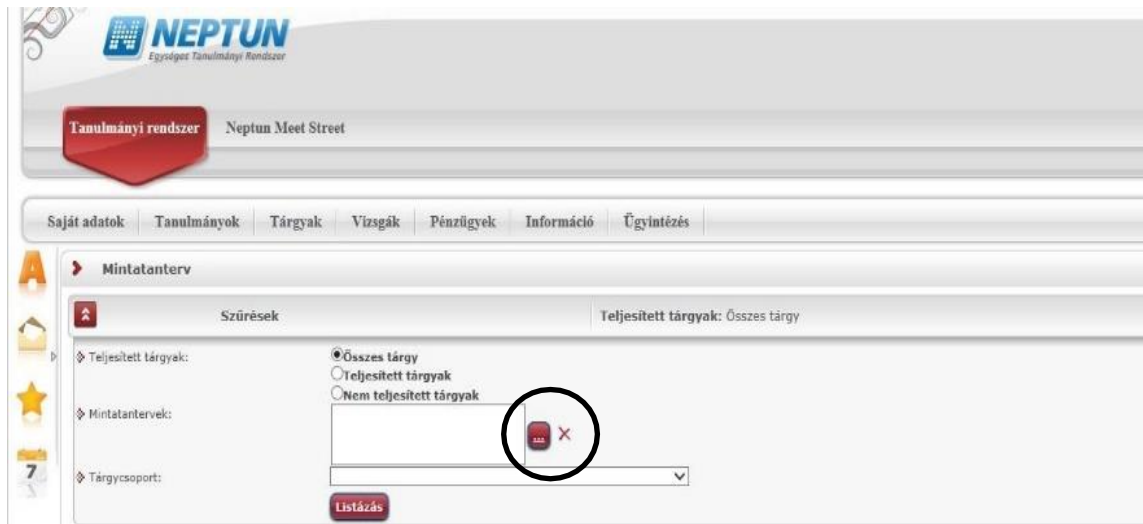 NEPTUN
Egységes Tanulmányi Rendszer
Tanulmányi rendszer Neptun Meet Street
Saját adatok Tanulmányok Tárgyak Vizsgák Pénzügyek Információ Ügyintézés
A
Mintatanterv
Szűrések Teljesített tárgyak: Összes tárgy
Teljesített tárgyak: Összes tárgy
Teljesített tárgyak
Nem teljesített tárgyak
Mintatantervek: ...
7
Tárgycsoport:
Listázás